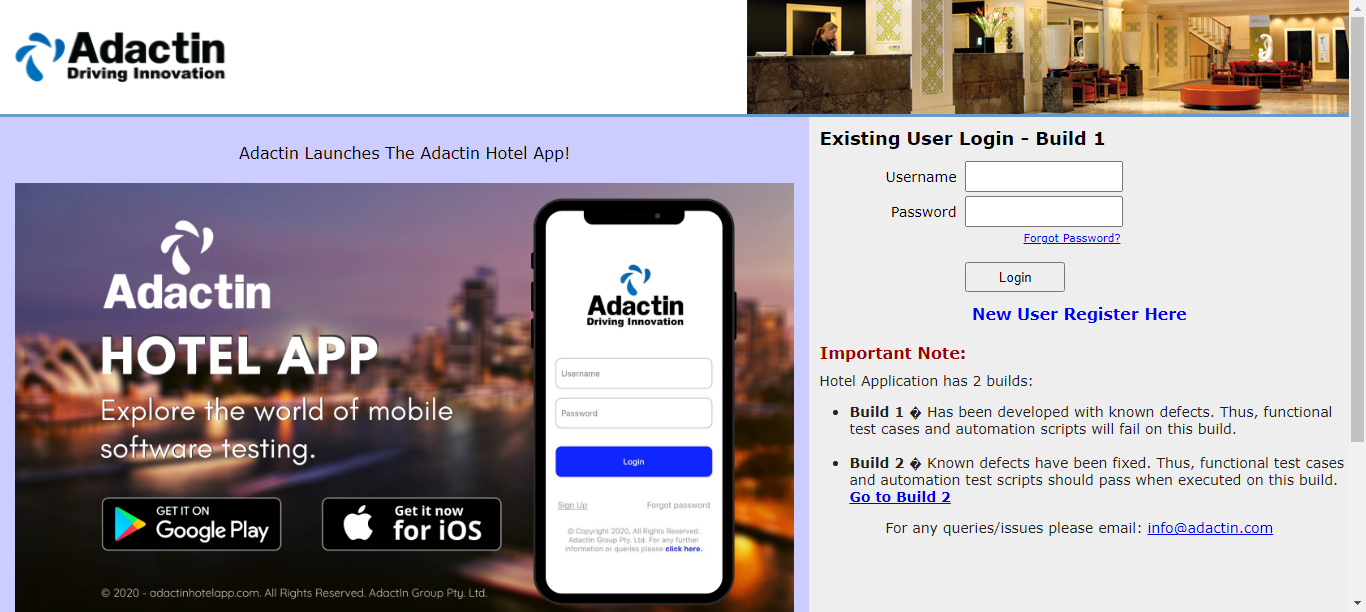 Adactin
Driving Innovation
Adactin Launches The Adactin Hotel App!
Adactin
HOTEL APP
Explore the world of mobile
software testing.
GET IT ON
Google Play
Get it now
for iOS
© 2020 - adactinhotelapp.com. All Rights Reserved. AdactIn Group Pty. Ltd.
Adactin
Driving Innovation
Username
Password
Login
Sign Up Forgot password
© Copyright 2020, All Rights Reserved.
AdactIn Group Pty. Ltd. For any further
information or queries please click here.
Existing User Login - Build 1
Username
Password
Forgot Password?
Login
New User Register Here
Important Note:
Hotel Application has 2 builds:
• Build 1 � Has been developed with known defects. Thus, functional
test cases and automation scripts will fail on this build.
• Build 2 � Known defects have been fixed. Thus, functional test cases
and automation test scripts should pass when executed on this build.
Go to Build 2
For any queries/issues please email: info@adactin.com